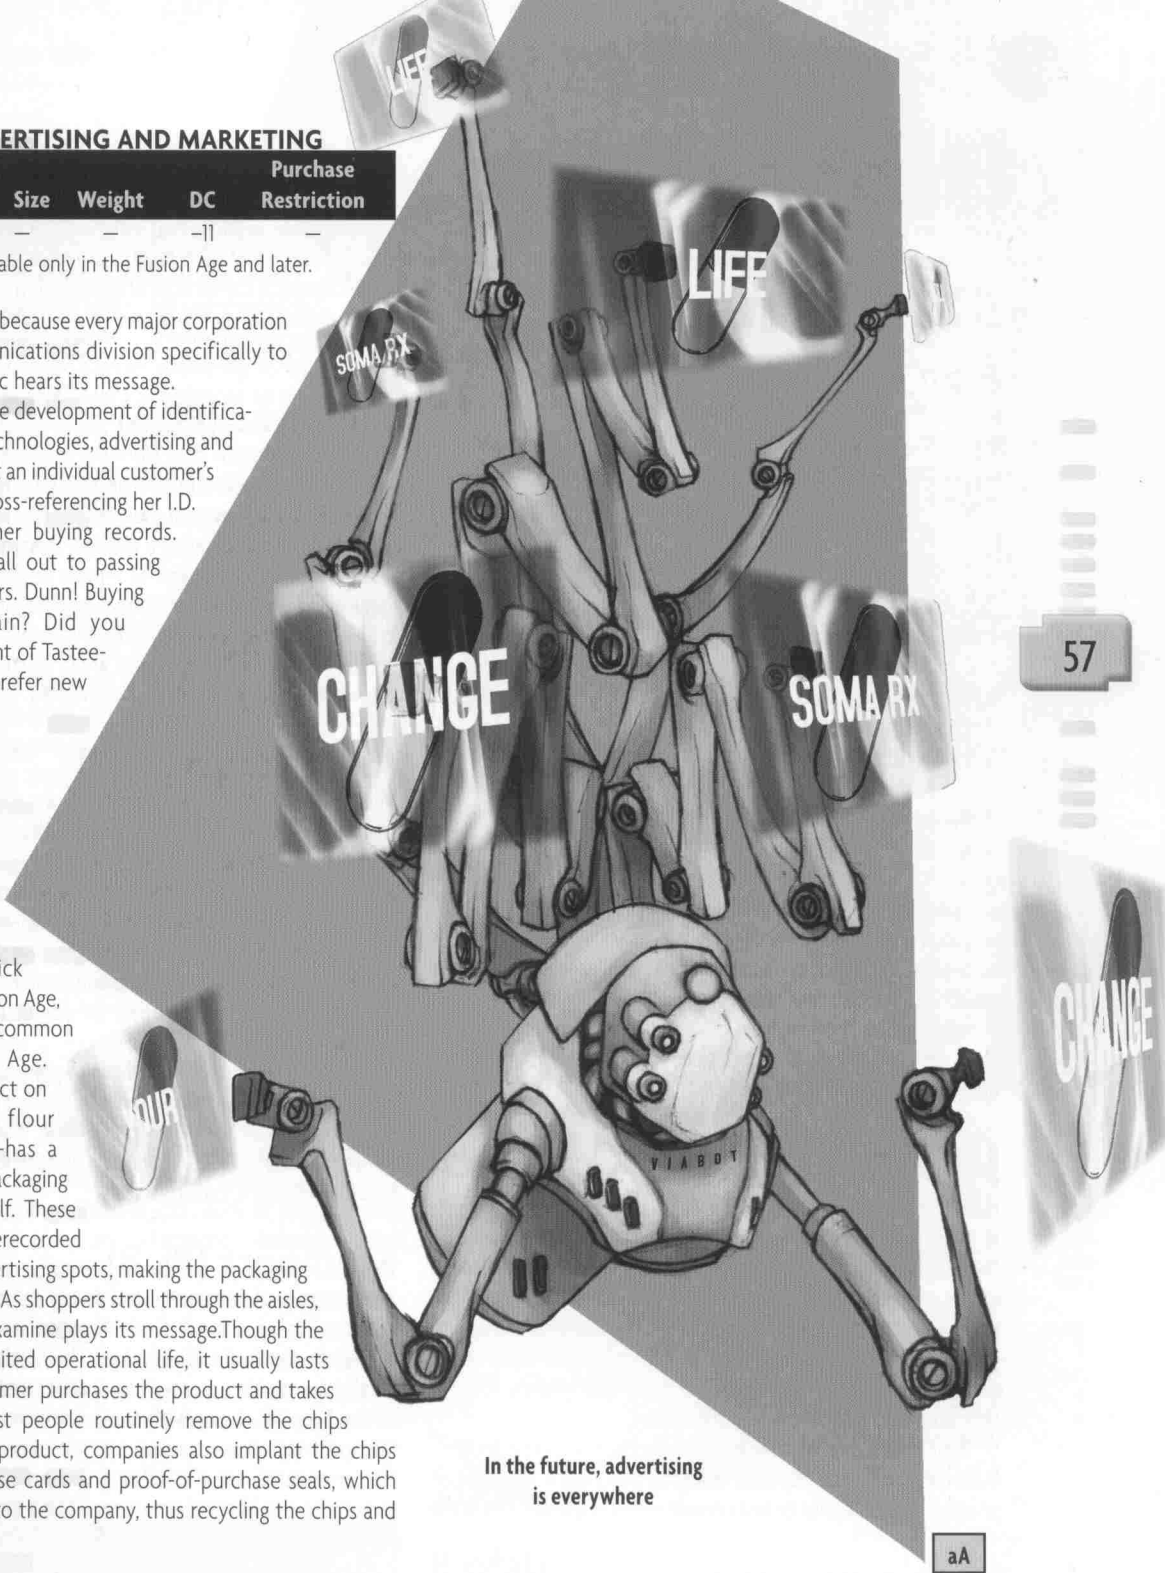 ERTISING AND MARKETING
Purchase
Size Weight DC Restriction
— — –11 —
able only in the Fusion Age and later.
because every major corporation
nications division specifically to
c hears its message.
e development of identifica-
chnologies, advertising and
an individual customer's
oss-referencing her I.D.
her buying records.
all out to passing
rs. Dunn! Buying
in? Did you
nt of Tastee-
refer new
ick
on Age,
common
Age.
ct on
flour
-has a
ackaging
lf. These
erecorded
rtising spots, making the packaging
As shoppers stroll through the aisles,
xamine plays its message.Though the
ited operational life, it usually lasts
mer purchases the product and takes
st people routinely remove the chips
product, companies also implant the chips
se cards and proof-of-purchase seals, which
o the company, thus recycling the chips and
LIFE
LIFE
SOMA RX
CHANGE
SOMA RX
57
CHANGE
OUR
VIABOT
In the future, advertising
is everywhere
aA